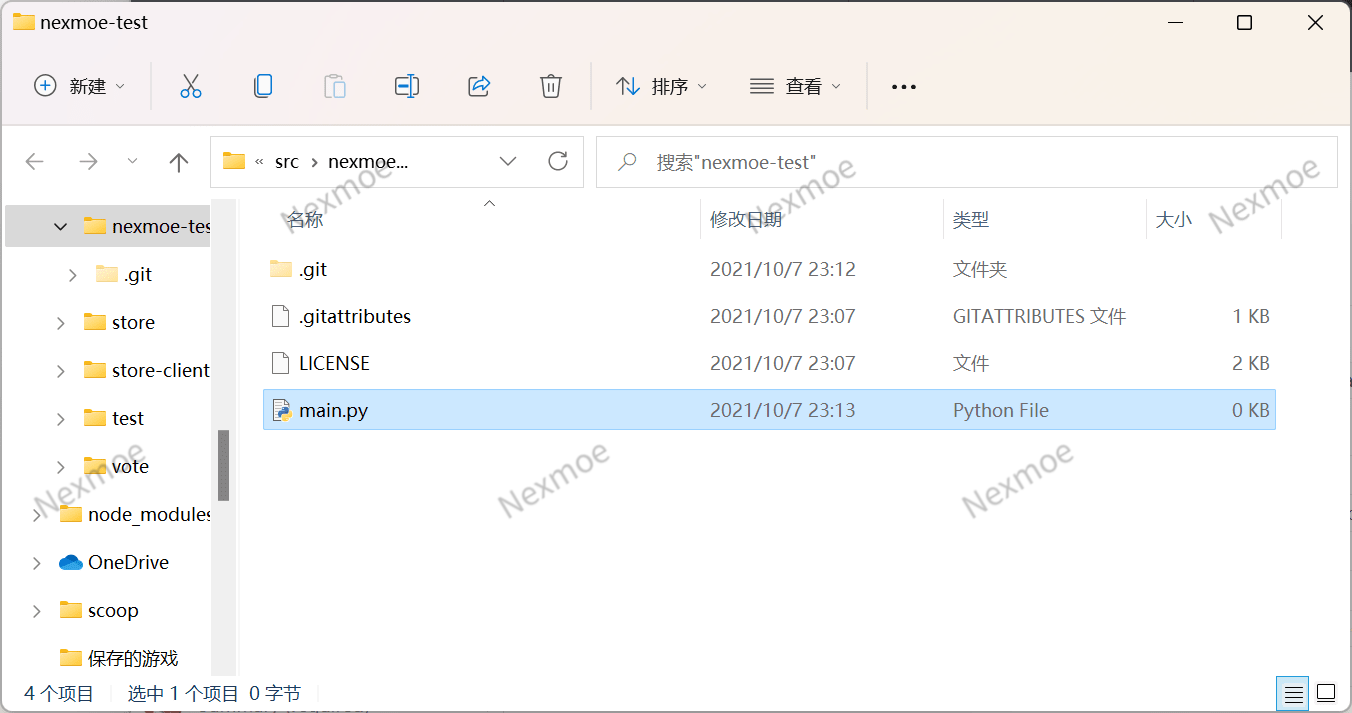 nexmoe-test
新建
排序
查看
src
nexmoe...
搜索"nexmoe-test"
nexmoe-tes
.git
store
store-client
test
vote
node_modules
OneDrive
scoop
保存的游戏
名称 修改日期 类型 大小
.git 2021/10/7 23:12 文件夹
.gitattributes 2021/10/7 23:07 GITATTRIBUTES 文件 1 KB
LICENSE 2021/10/7 23:07 文件 2 KB
main.py 2021/10/7 23:13 Python File 0 KB
4 个项目 选中 1 个项目 0 字节
Nexmoe
Nexmoe
Nexmoe
Nexmoe
Nexmoe
Nexmoe